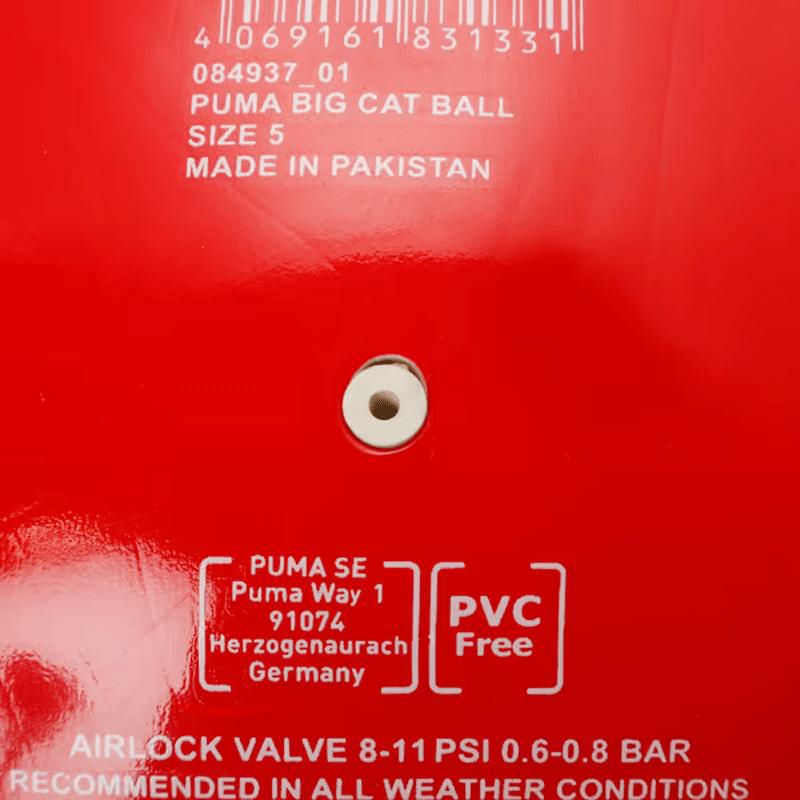 4 069161 831331
084937_01
PUMA BIG CAT BALL
SIZE 5
MADE IN PAKISTAN
PUMA SE
Puma Way 1
91074
Herzogenaurach
Germany
PVC
Free
AIRLOCK VALVE 8-11 PSI 0.6-0.8 BAR
RECOMMENDED IN ALL WEATHER CONDITIONS